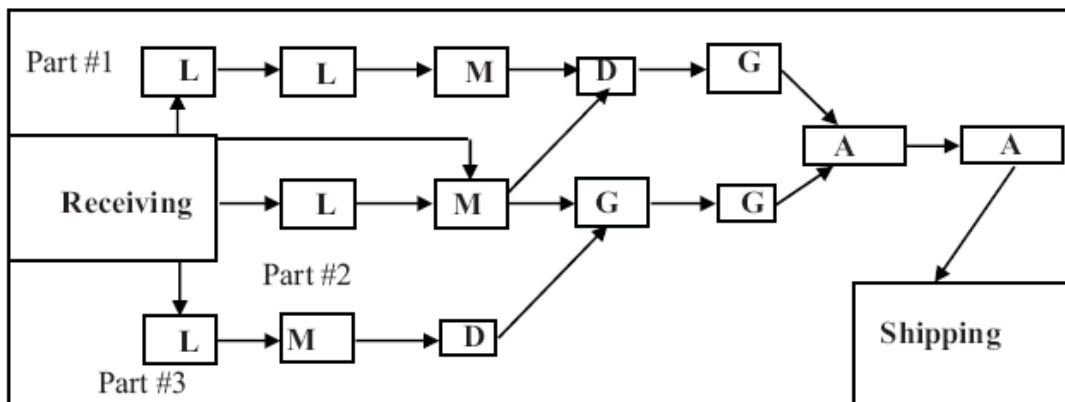 Part #1
L
L
M
D
G
A
A
Receiving
L
M
G
G
Part #2
L
M
D
Part #3
Shipping